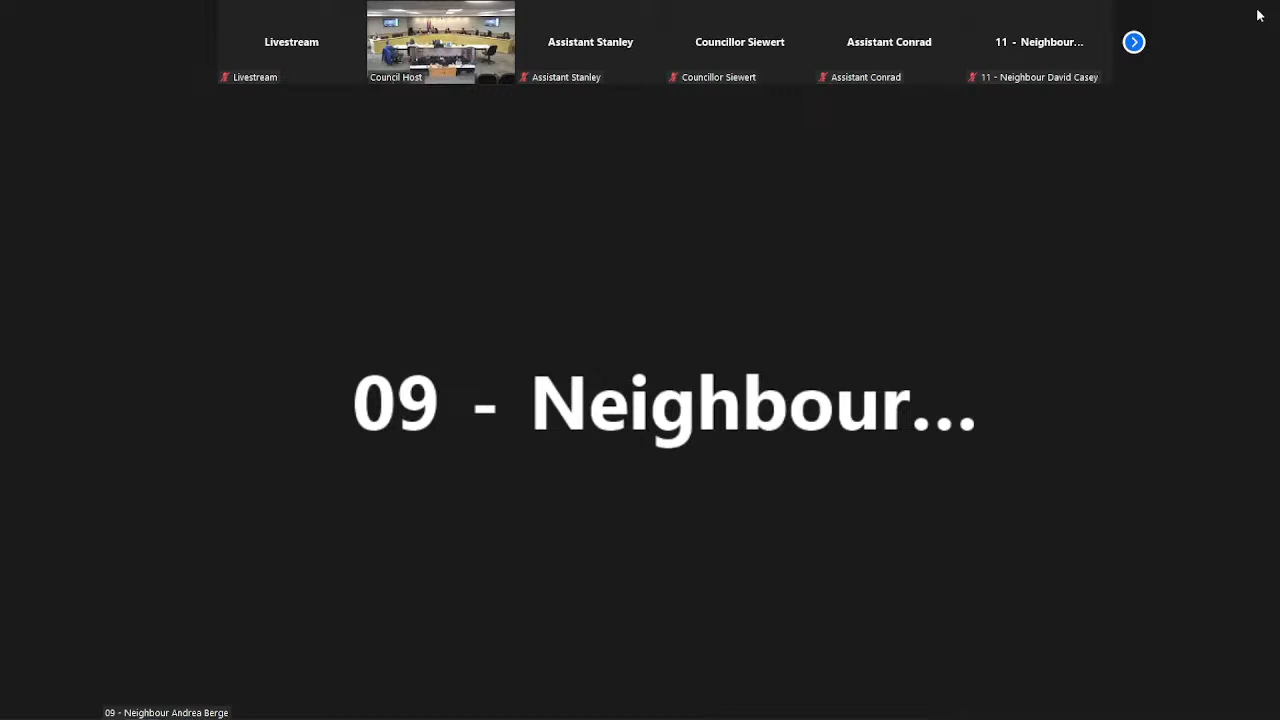 Livestream
Assistant Stanley
Councillor Siewert
Assistant Conrad
11 - Neighbour...
Livestream
Council Host
Assistant Stanley
Councillor Siewert
Assistant Conrad
11 - Neighbour David Casey
09 - Neighbour...
09 - Neighbour Andrea Berge